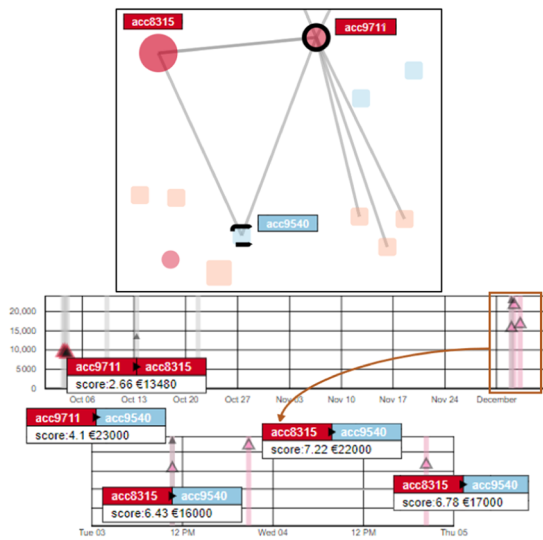 acc8315
acc9711
acc9540
20,000
15,000
10,000
5,000
0
acc9711 acc8315
score:2.66 €13480
Oct 06 Oct 13 Oct 20 Oct 27 Nov 03 Nov 10 Nov 17 Nov 24 December
acc9711 acc9540
score:4.1 €23000
acc8315 acc9540
score:7.22 €22000
acc8315 acc9540
score:6.43 €16000
acc8315 acc9540
score:6.78 €17000
Tue 03 12 PM Wed 04 12 PM Thu 05